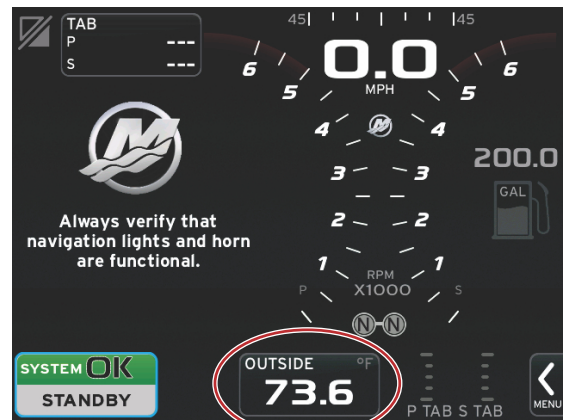 TAB
P ---
S ---
45 45
0.0
MPH
6 6
5 5
4 4
3 3
2 2
1 1
RPM
X1000
P S
N N
200.0
GAL
M
Always verify that
navigation lights and horn
are functional.
SYSTEM OK
STANDBY
OUTSIDE °F
73.6
P TAB S TAB
MENU